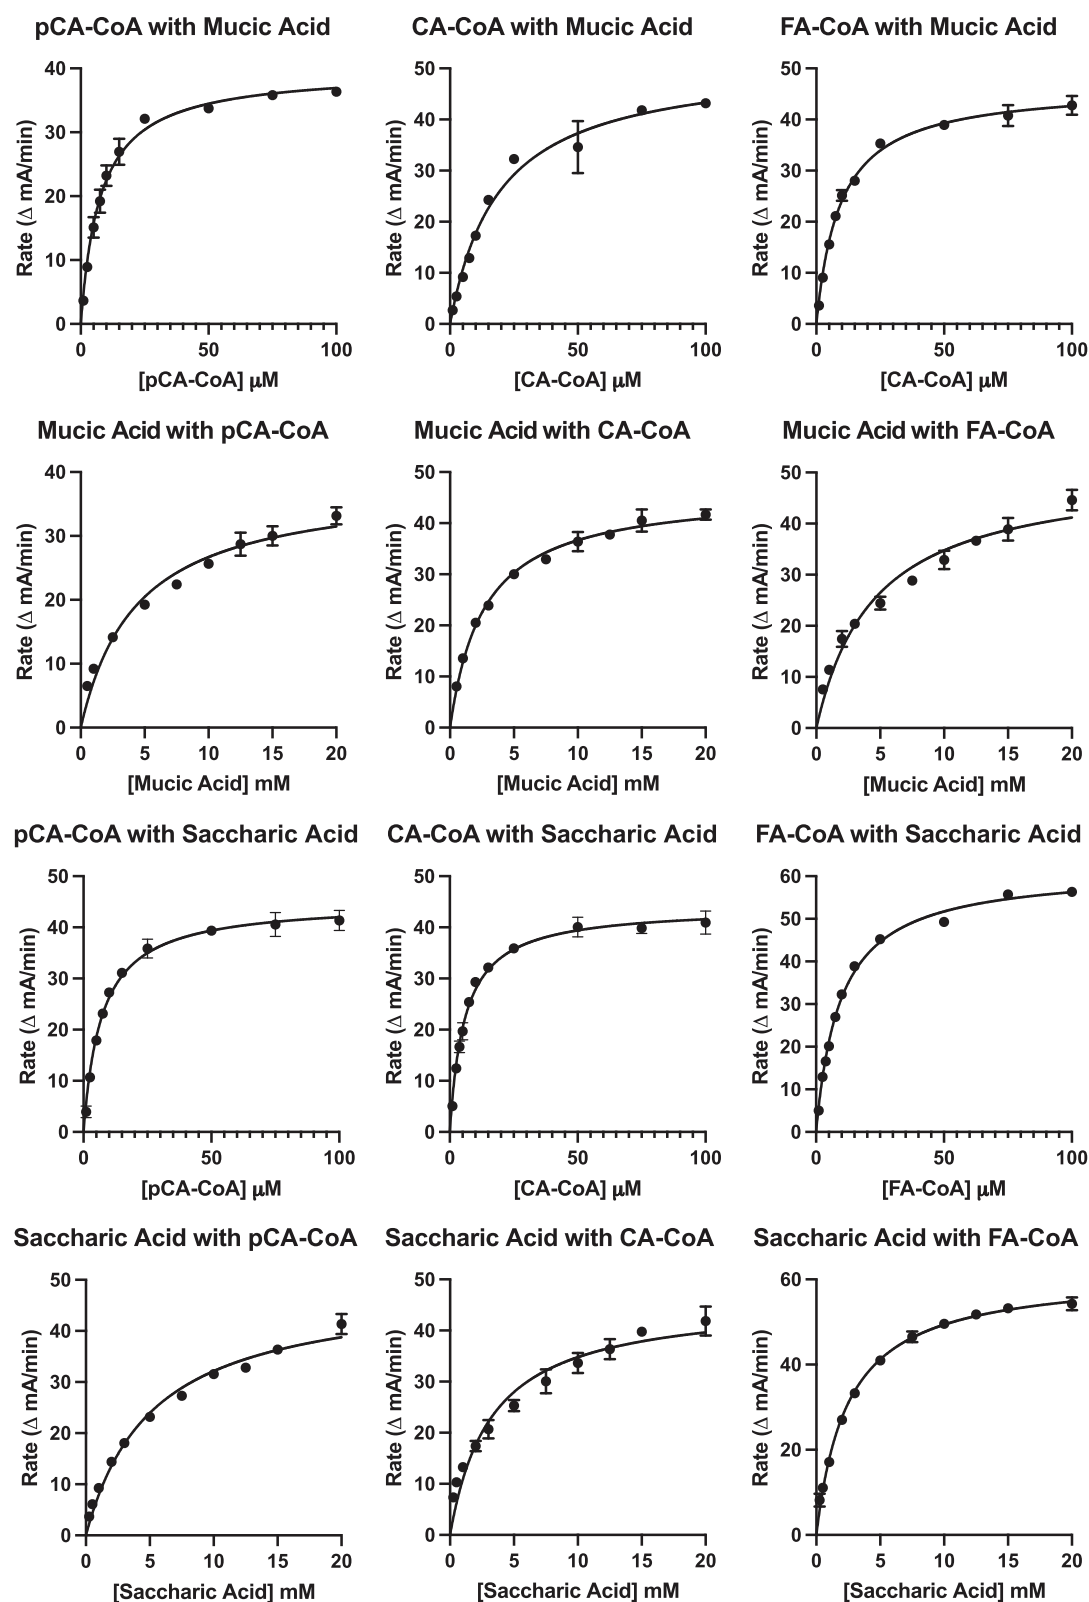 pCA-CoA with Mucic Acid
CA-CoA with Mucic Acid
FA-CoA with Mucic Acid
40
30
20
10
0
Rate (Δ mA/min)
0 50 100
[pCA-CoA] μM
50
40
30
20
10
0
Rate (Δ mA/min)
0 50 100
[CA-CoA] μM
50
40
30
20
10
0
Rate (Δ mA/min)
0 50 100
[CA-CoA] μM
Mucic Acid with pCA-CoA
Mucic Acid with CA-CoA
Mucic Acid with FA-CoA
40
30
20
10
0
Rate (Δ mA/min)
0 5 10 15 20
[Mucic Acid] mM
50
40
30
20
10
0
Rate (Δ mA/min)
0 5 10 15 20
[Mucic Acid] mM
50
40
30
20
10
0
Rate (Δ mA/min)
0 5 10 15 20
[Mucic Acid] mM
pCA-CoA with Saccharic Acid
CA-CoA with Saccharic Acid
FA-CoA with Saccharic Acid
50
40
30
20
10
0
Rate (Δ mA/min)
0 50 100
[pCA-CoA] μM
50
40
30
20
10
0
Rate (Δ mA/min)
0 50 100
[CA-CoA] μM
60
50
40
30
20
10
0
Rate (Δ mA/min)
0 50 100
[FA-CoA] μM
Saccharic Acid with pCA-CoA
Saccharic Acid with CA-CoA
Saccharic Acid with FA-CoA
50
40
30
20
10
0
Rate (Δ mA/min)
0 5 10 15 20
[Saccharic Acid] mM
50
40
30
20
10
0
Rate (Δ mA/min)
0 5 10 15 20
[Saccharic Acid] mM
60
40
20
0
Rate (Δ mA/min)
0 5 10 15 20
[Saccharic Acid] mM